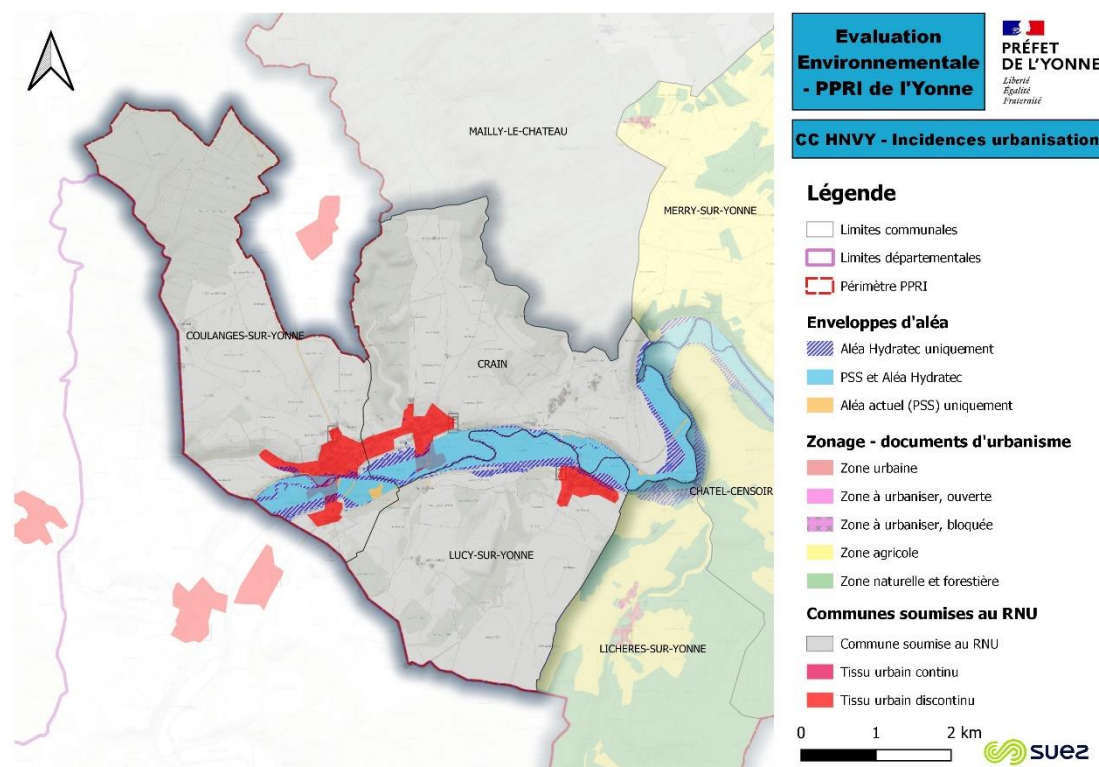 Evaluation
Environnementale
- PPRI de l'Yonne
PRÉFET
DE L'YONNE
Liberté
Égalité
Fraternité
CC HNVY - Incidences urbanisation
MAILLY-LE-CHATEAU
MERRY-SUR-YONNE
COULANGES-SUR-YONNE
CRAIN
CHATEL-CENSOIR
LUCY-SUR-YONNE
LICHERES-SUR-YONNE
Légende
Limites communales
Limites départementales
Périmètre PPRI
Enveloppes d'aléa
Aléa Hydratec uniquement
PSS et Aléa Hydratec
Aléa actuel (PSS) uniquement
Zonage - documents d'urbanisme
Zone urbaine
Zone à urbaniser, ouverte
Zone à urbaniser, bloquée
Zone agricole
Zone naturelle et forestière
Communes soumises au RNU
Commune soumise au RNU
Tissu urbain continu
Tissu urbain discontinu
0 1 2 km
suez